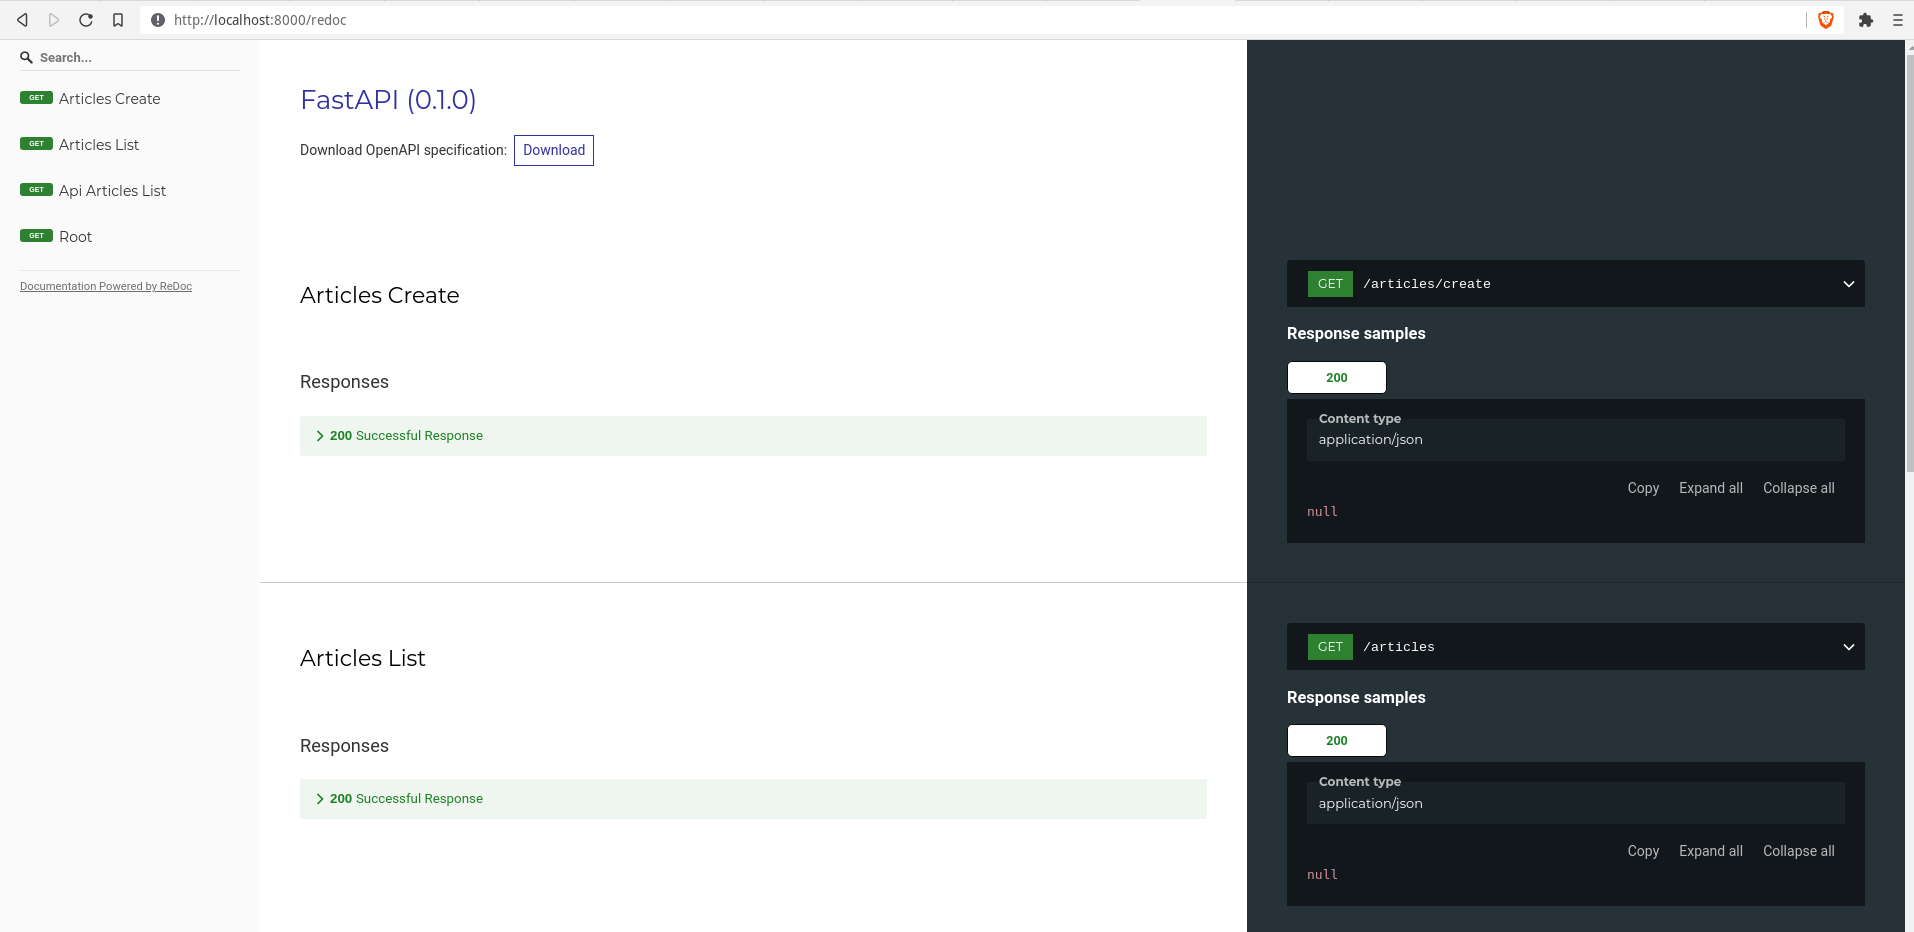 http://localhost:8000/redoc
Search...
GET Articles Create
GET Articles List
GET Api Articles List
GET Root
Documentation Powered by ReDoc
FastAPI (0.1.0)
Download OpenAPI specification: Download
Articles Create
Responses
200 Successful Response
GET /articles/create
Response samples
200
Content type
application/json
Copy Expand all Collapse all
null
Articles List
Responses
200 Successful Response
GET /articles
Response samples
200
Content type
application/json
Copy Expand all Collapse all
null